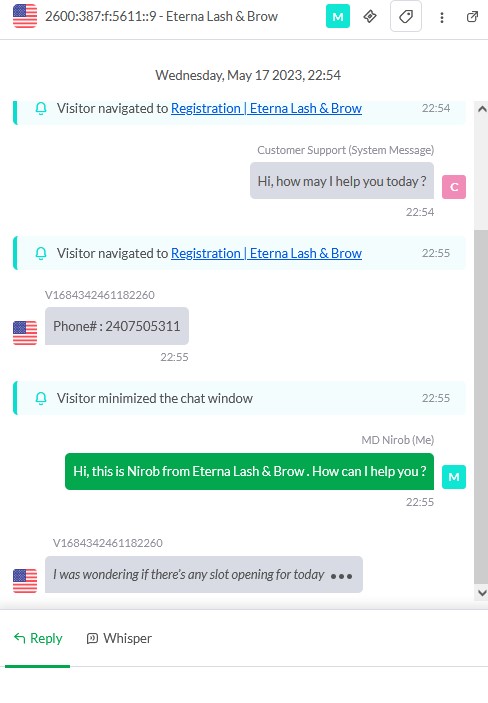 2600:387:f:5611::9 - Eterna Lash & Brow
M
Wednesday, May 17 2023, 22:54
Visitor navigated to Registration | Eterna Lash & Brow 22:54
Customer Support (System Message)
Hi, how may I help you today ?
C
22:54
Visitor navigated to Registration | Eterna Lash & Brow 22:55
V1684342461182260
Phone# : 2407505311
22:55
Visitor minimized the chat window 22:55
MD Nirob (Me)
Hi, this is Nirob from Eterna Lash & Brow . How can I help you ?
M
22:55
V1684342461182260
I was wondering if there's any slot opening for today
Reply Whisper